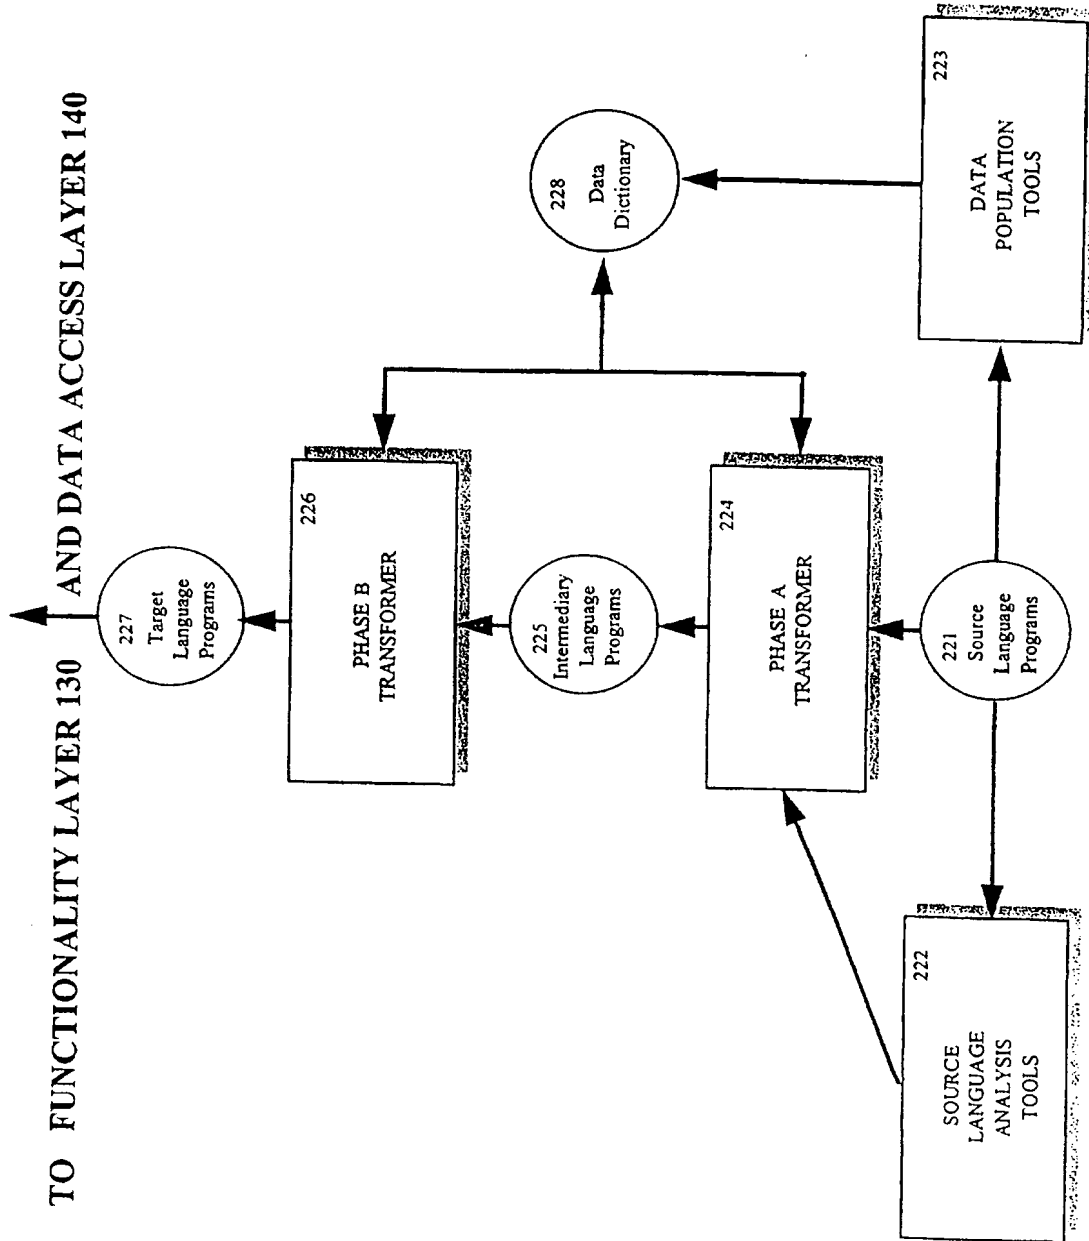 TO FUNCTIONALITY LAYER 130 AND DATA ACCESS LAYER 140
227
Target
Language
Programs
226
PHASE B
TRANSFORMER
228
Data
Dictionary
225
Intermediary
Language
Programs
224
PHASE A
TRANSFORMER
221
Source
Language
Programs
222
SOURCE
LANGUAGE
ANALYSIS
TOOLS
223
DATA
POPULATION
TOOLS